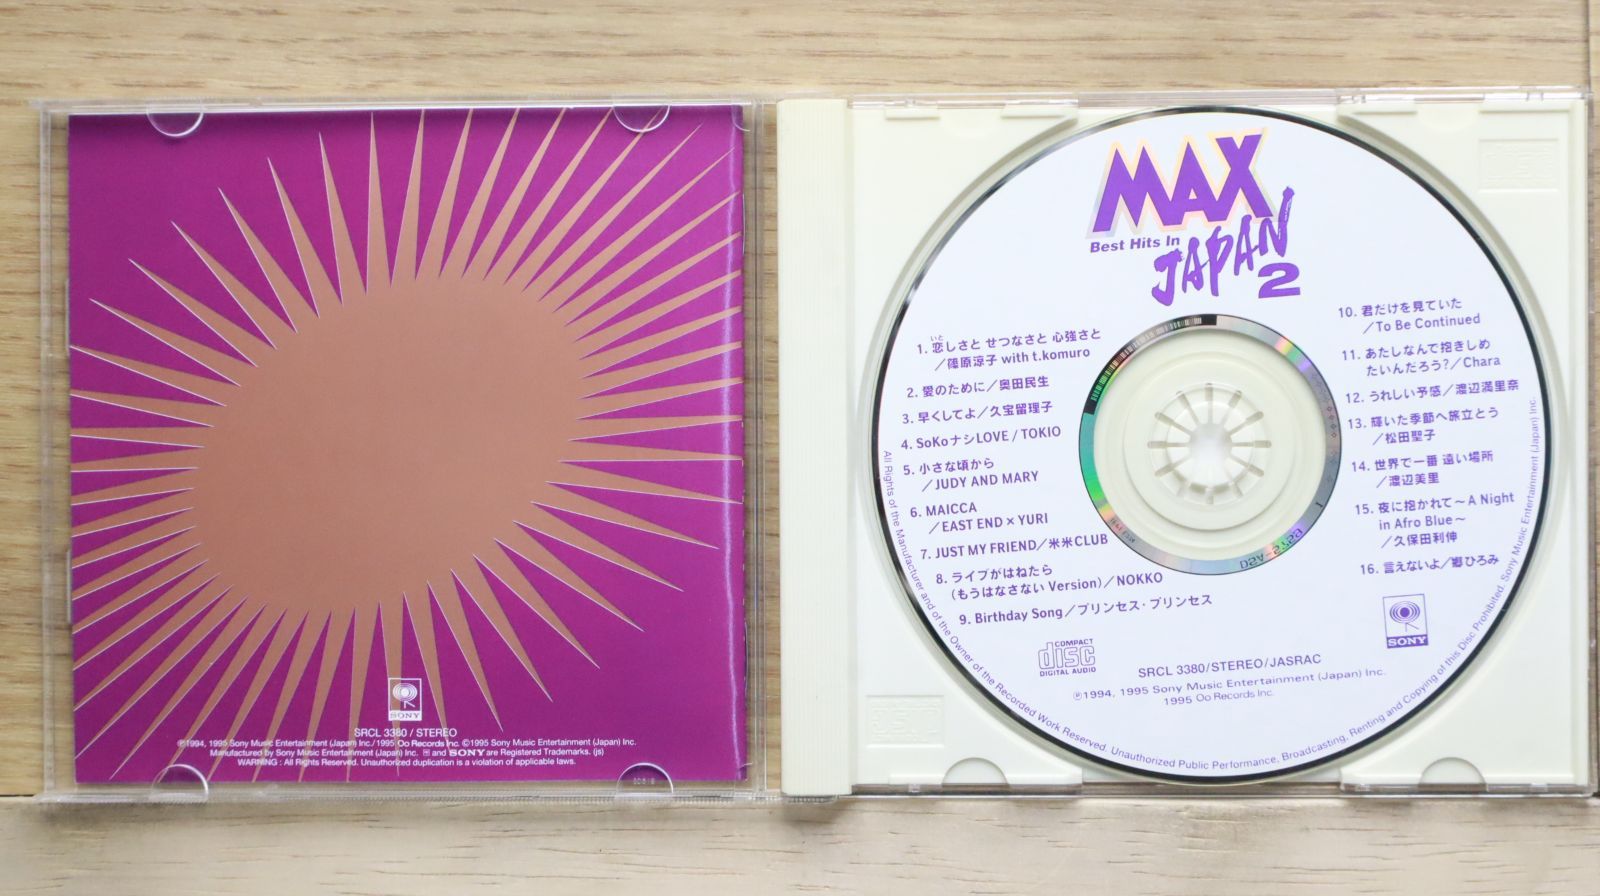 SONY
SRCL 3380 / STEREO
℗1994, 1995 Sony Music Entertainment (Japan) Inc./1995 Oo Records Inc. ©1995 Sony Music Entertainment (Japan) Inc.
Manufactured by Sony Music Entertainment (Japan) Inc. and SONY are Registered Trademarks. (js)
WARNING : All Rights Reserved. Unauthorized duplication is a violation of applicable laws.
MAX
Best Hits In
JAPAN
2
いと
1. 恋しさと せつなさと 心強さと
／篠原涼子 with t.komuro
2. 愛のために／奥田民生
3. 早くしてよ／久宝留理子
4. SoKoナシLOVE / TOKIO
5. 小さな頃から
／JUDY AND MARY
6. MAICCA
／EAST END × YURI
7. JUST MY FRIEND／米米CLUB
8. ライブがはねたら
(もうはなさない Version)／NOKKO
9. Birthday Song／プリンセス・プリンセス
10. 君だけを見ていた
／To Be Continued
11. あたしなんで抱きしめ
たいんだろう?／Chara
12. うれしい予感／渡辺満里奈
13. 輝いた季節へ旅立とう
／松田聖子
14. 世界で一番 遠い場所
／渡辺美里
15. 夜に抱かれて〜A Night
in Afro Blue〜
／久保田利伸
16. 言えないよ／郷ひろみ
SONY
COMPACT
disc
DIGITAL AUDIO
SRCL 3380/STEREO/JASRAC
℗1994, 1995 Sony Music Entertainment (Japan) Inc.
1995 Oo Records Inc.
All Rights of the Manufacturer and of the Owner of the Recorded Work Reserved. Unauthorized Public Performance, Broadcasting, Renting and Copying of this Disc Prohibited. Sony Music Entertainment (Japan) Inc.